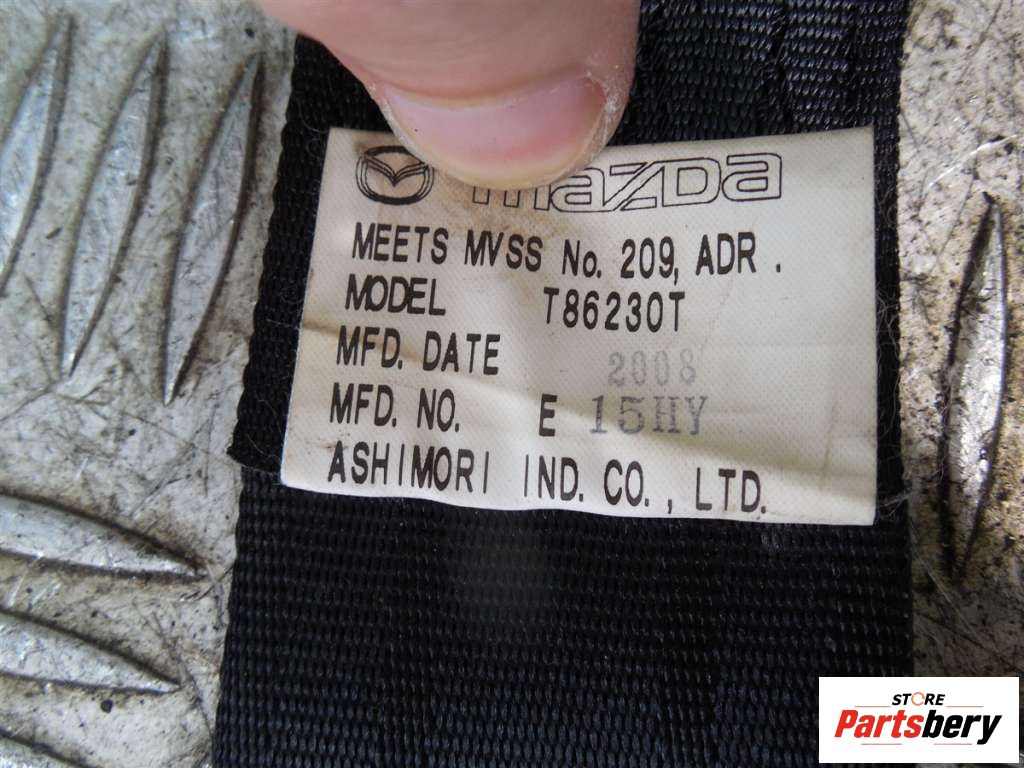 mazda
MEETS MVSS No. 209, ADR .
MODEL T86230T
MFD. DATE 2008
MFD. NO. E 15HY
ASHIMORI IND. CO., LTD.
STORE
Partsbery